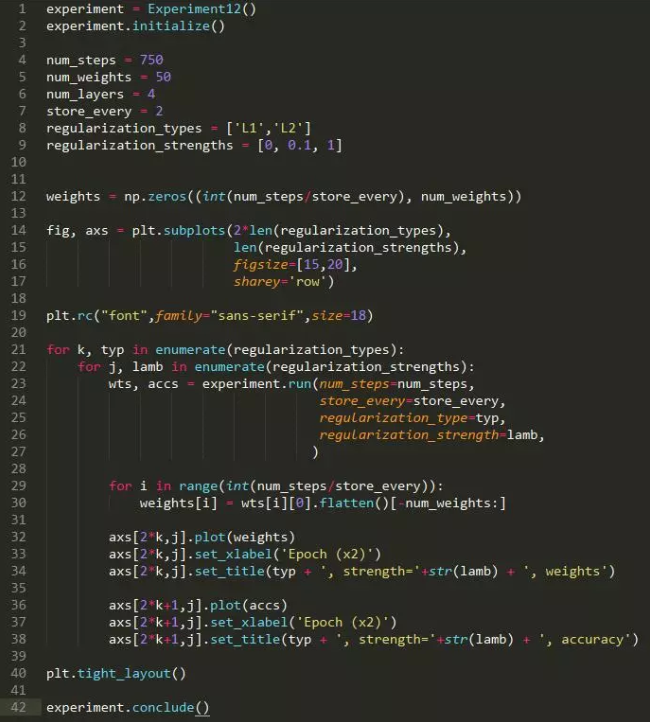 1 experiment = Experiment12()
2 experiment.initialize()
3
4 num_steps = 750
5 num_weights = 50
6 num_layers = 4
7 store_every = 2
8 regularization_types = ['L1','L2']
9 regularization_strengths = [0, 0.1, 1]
10
11
12 weights = np.zeros((int(num_steps/store_every), num_weights))
13
14 fig, axs = plt.subplots(2*len(regularization_types),
15                         len(regularization_strengths),
16                         figsize=[15,20],
17                         sharey='row')
18
19 plt.rc("font",family="sans-serif",size=18)
20
21 for k, typ in enumerate(regularization_types):
22     for j, lamb in enumerate(regularization_strengths):
23         wts, accs = experiment.run(num_steps=num_steps,
24                                    store_every=store_every,
25                                    regularization_type=typ,
26                                    regularization_strength=lamb,
27                                   )
28
29         for i in range(int(num_steps/store_every)):
30             weights[i] = wts[i][0].flatten()[-num_weights:]
31
32         axs[2*k,j].plot(weights)
33         axs[2*k,j].set_xlabel('Epoch (x2)')
34         axs[2*k,j].set_title(typ + ', strength='+str(lamb) + ', weights')
35
36         axs[2*k+1,j].plot(accs)
37         axs[2*k+1,j].set_xlabel('Epoch (x2)')
38         axs[2*k+1,j].set_title(typ + ', strength='+str(lamb) + ', accuracy')
39
40 plt.tight_layout()
41
42 experiment.conclude()